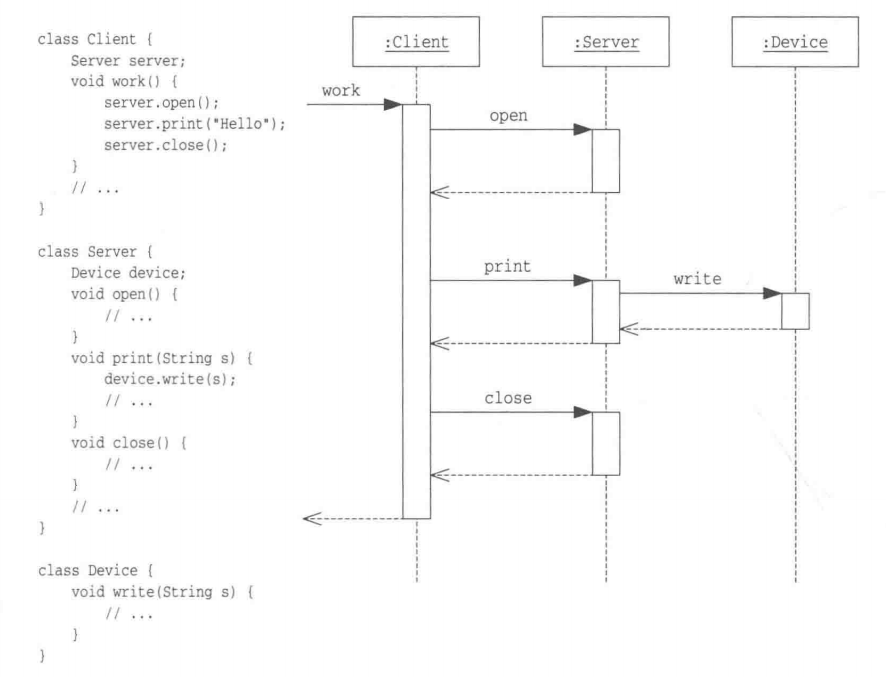 class Client {
    Server server;
    void work() {
        server.open();
        server.print("Hello");
        server.close();
    }
    // ...
}
class Server {
    Device device;
    void open() {
        // ...
    }
    void print(String s) {
        device.write(s);
        // ...
    }
    void close() {
        // ...
    }
    // ...
}
class Device {
    void write(String s) {
        // ...
    }
}
:Client
:Server
:Device
work
open
print
write
close